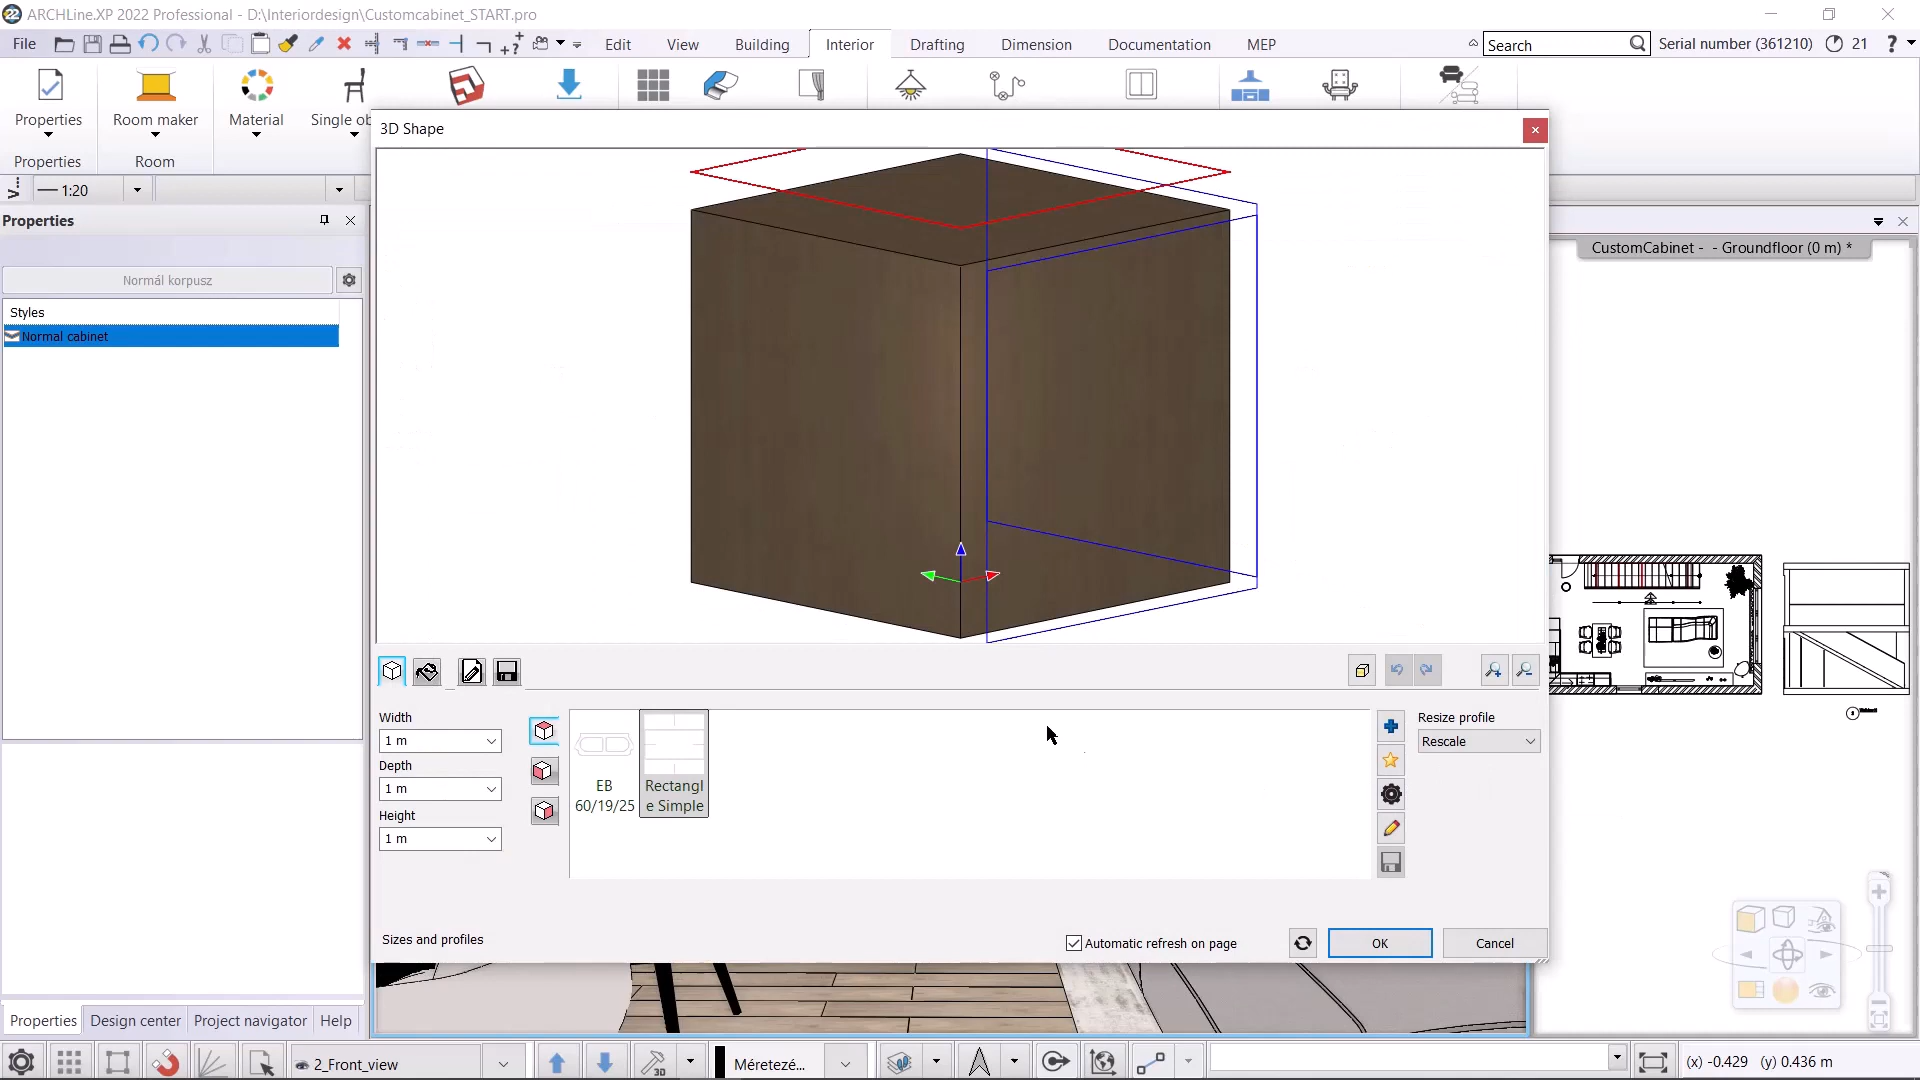 ARCHLine.XP 2022 Professional - D:\Interiordesign\Customcabinet_START.pro
File
Edit
View
Building
Interior
Drafting
Dimension
Documentation
MEP
Search
Serial number (361210)
21
Properties
Room maker
Material
Single ob
Properties
Room
1:20
3D Shape
Properties
Normál korpusz
Styles
Normal cabinet
CustomCabinet - - Groundfloor (0 m) *
Width
1 m
Depth
1 m
Height
1 m
EB
60/19/25
Rectangl
e Simple
Resize profile
Rescale
Sizes and profiles
Automatic refresh on page
OK
Cancel
Properties
Design center
Project navigator
Help
2_Front_view
3D
Méretezé...
(x) -0.429 (y) 0.436 m